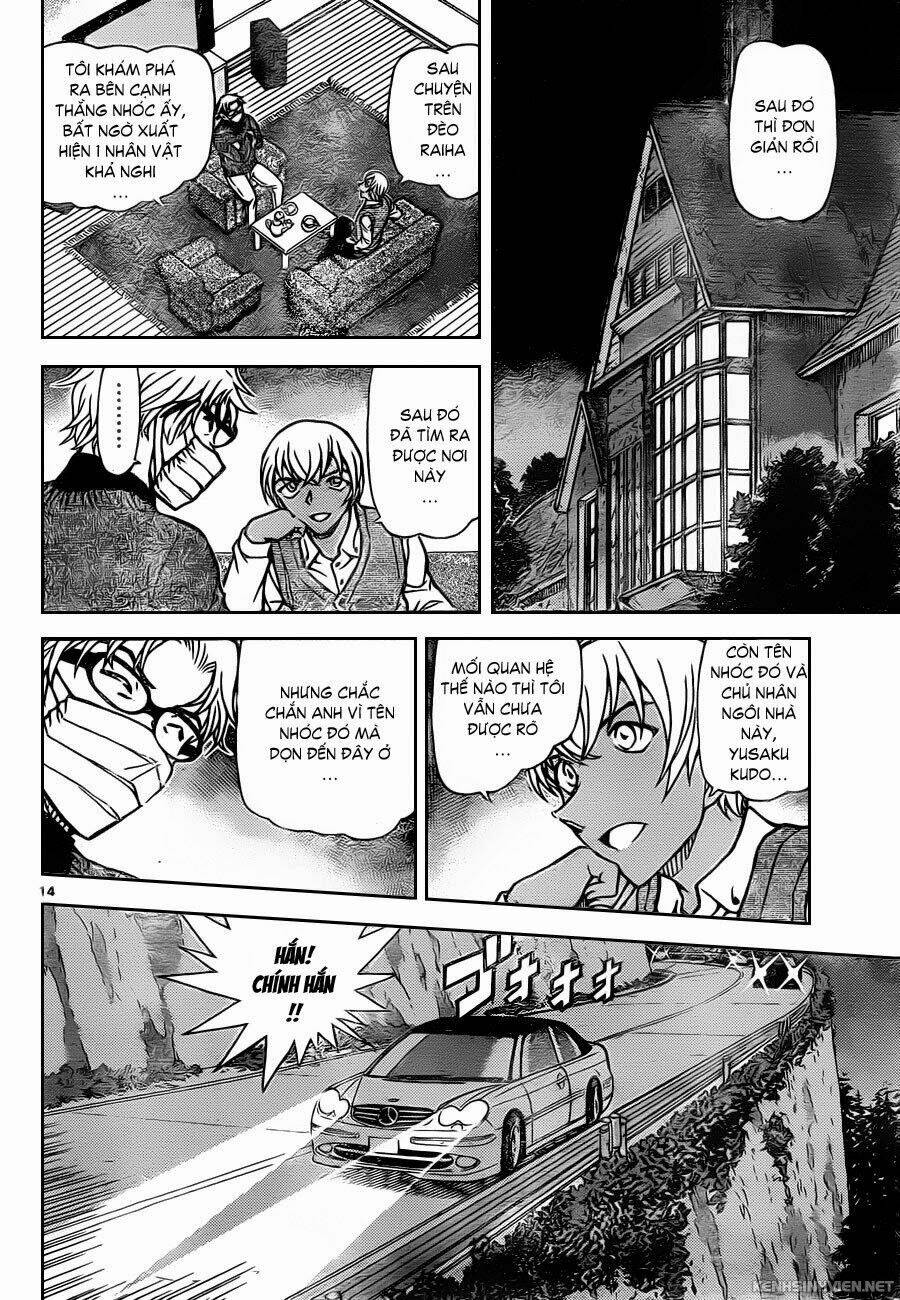 SAU ĐÓ
THÌ ĐƠN
GIẢN RỒI
...
SAU
CHUYỆN
TRÊN
ĐÈO
RAIHA
...
TÔI KHÁM PHÁ
RA BÊN CẠNH
THẰNG NHÓC ẤY,
BẤT NGỜ XUẤT
HIỆN 1 NHÂN VẬT
KHẢ NGHI
...
SAU ĐÓ
ĐÃ TÌM RA
ĐƯỢC NƠI
NÀY
...
........
CÒN TÊN
NHÓC ĐÓ VÀ
CHỦ NHÂN
NGÔI NHÀ
NÀY,
YUSAKU
KUDO...
MỐI QUAN HỆ
THẾ NÀO THÌ TÔI
VẪN CHƯA
ĐƯỢC RÕ
...
NHƯNG CHẮC
CHẮN ANH VÌ TÊN
NHÓC ĐÓ MÀ
DỌN ĐẾN ĐÂY Ở
...
14
HẮN!
CHÍNH HẮN
!!
ゴォォォ
KENHSINHVIEN.NET